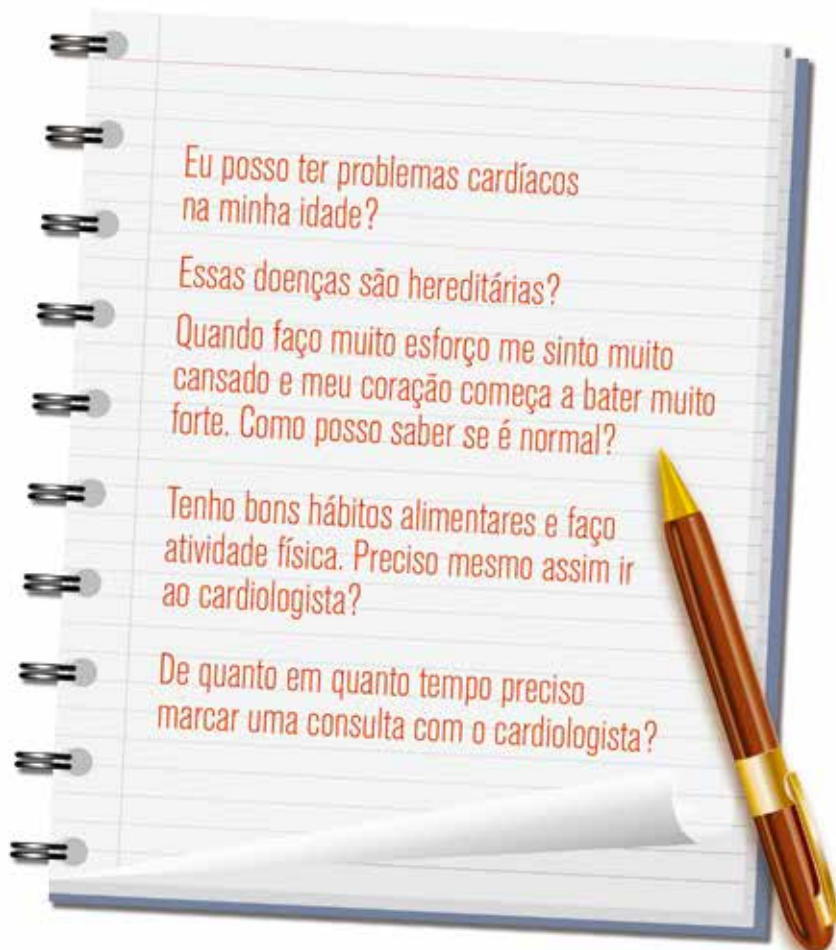 Eu posso ter problemas cardíacos
na minha idade?
Essas doenças são hereditárias?
Quando faço muito esforço me sinto muito
cansado e meu coração começa a bater muito
forte. Como posso saber se é normal?
Tenho bons hábitos alimentares e faço
atividade física. Preciso mesmo assim ir
ao cardiologista?
De quanto em quanto tempo preciso
marcar uma consulta com o cardiologista?